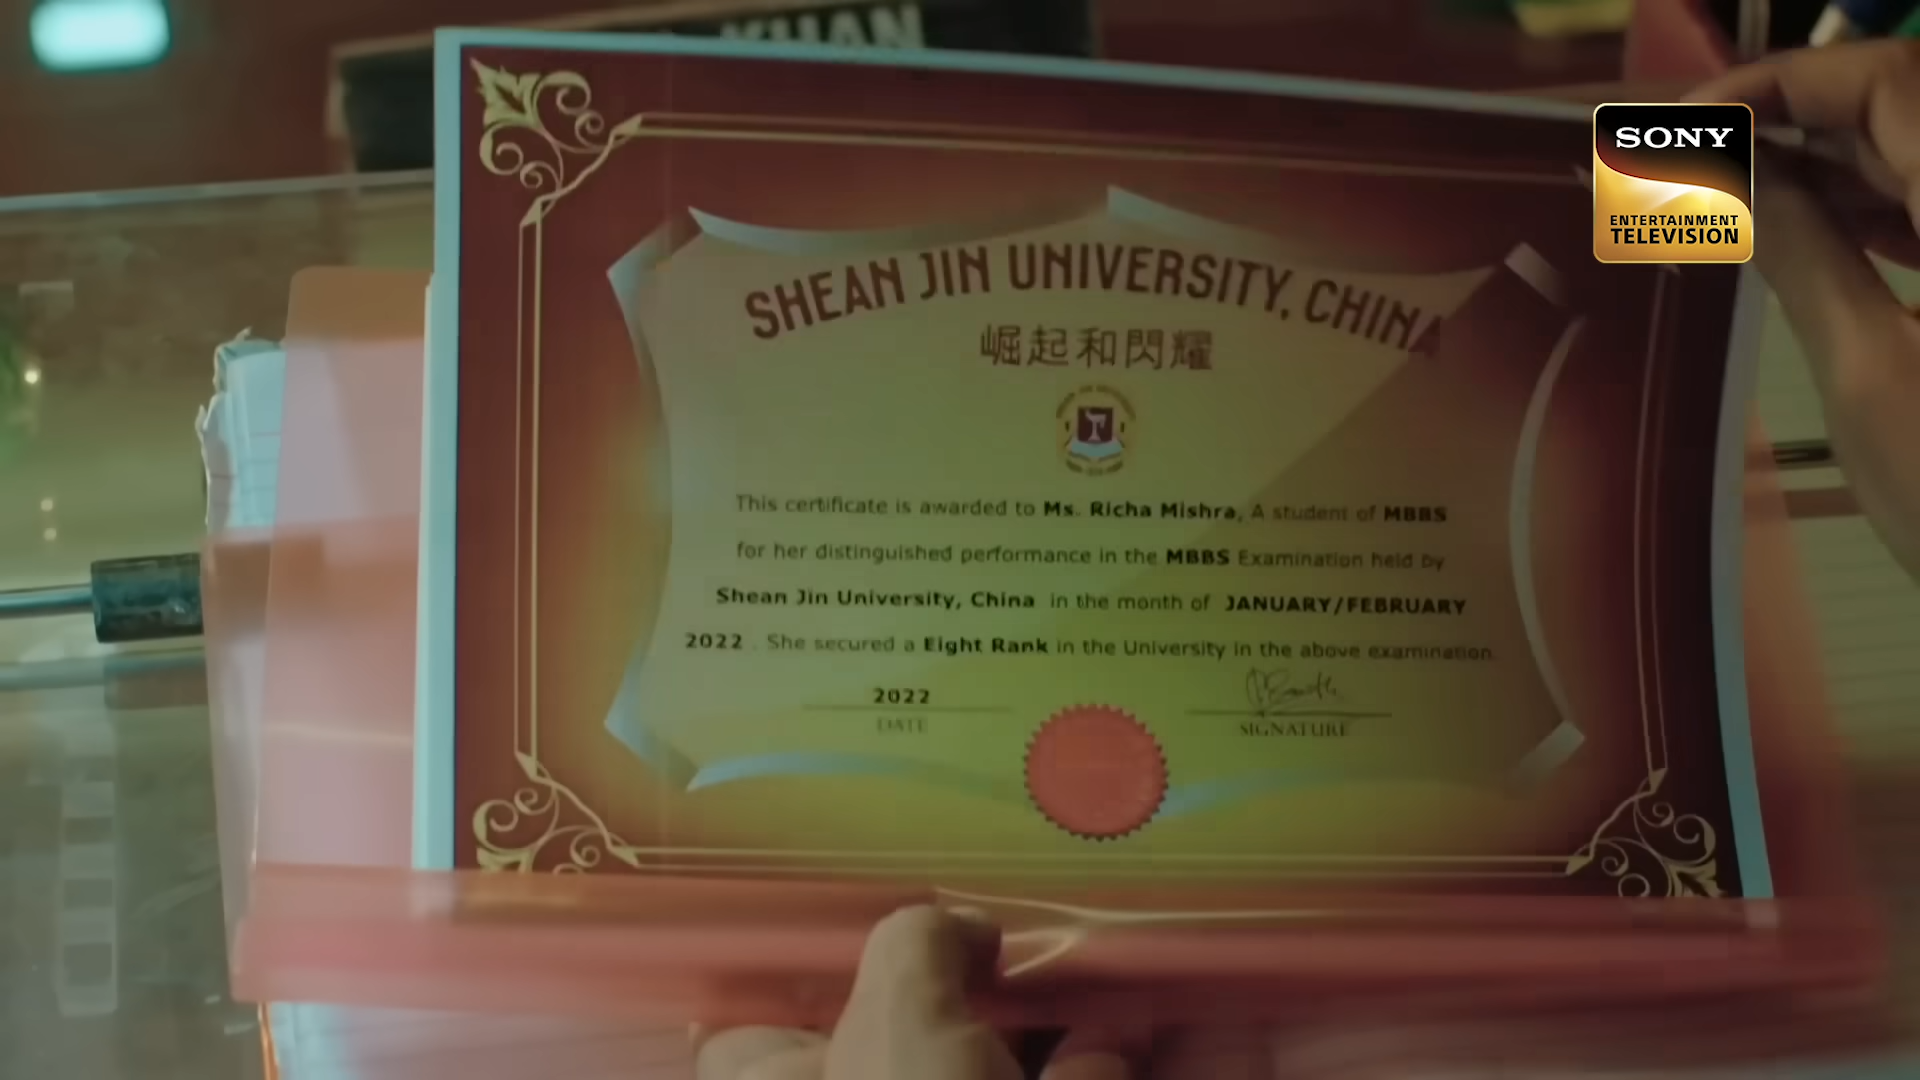 KHAN
SONY
ENTERTAINMENT
TELEVISION
SHEAN JIN UNIVERSITY, CHINA
崛起和閃耀
This certificate is awarded to Ms. Richa Mishra, A student of MBBS
for her distinguished performance in the MBBS Examination held by
Shean Jin University, China in the month of JANUARY/FEBRUARY
2022 . She secured a Eight Rank in the University in the above examination.
2022
DATE
SIGNATURE